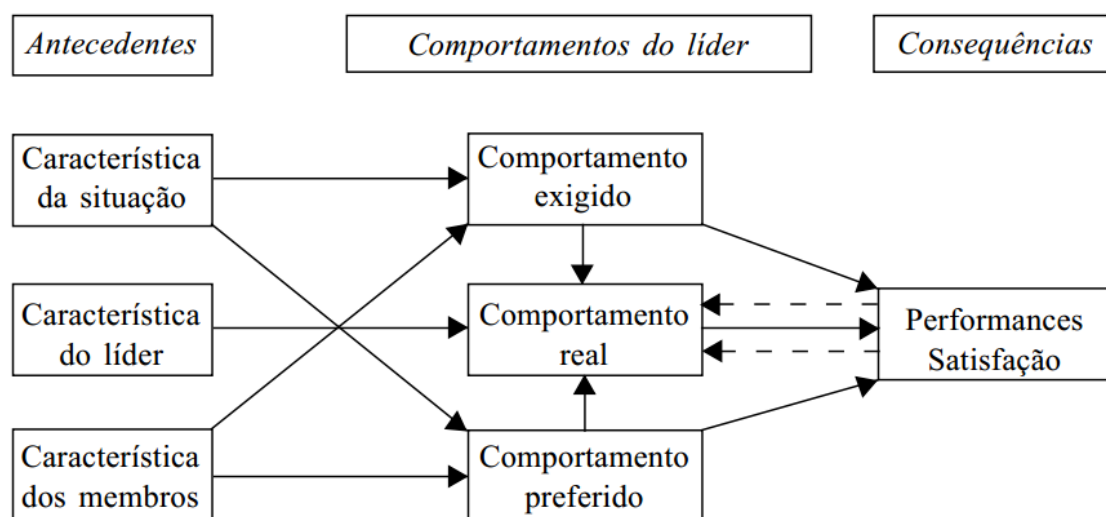 Antecedentes
Comportamentos do líder
Consequências
Característica
da situação
Comportamento
exigido
Característica
do líder
Comportamento
real
Performances
Satisfação
Característica
dos membros
Comportamento
preferido